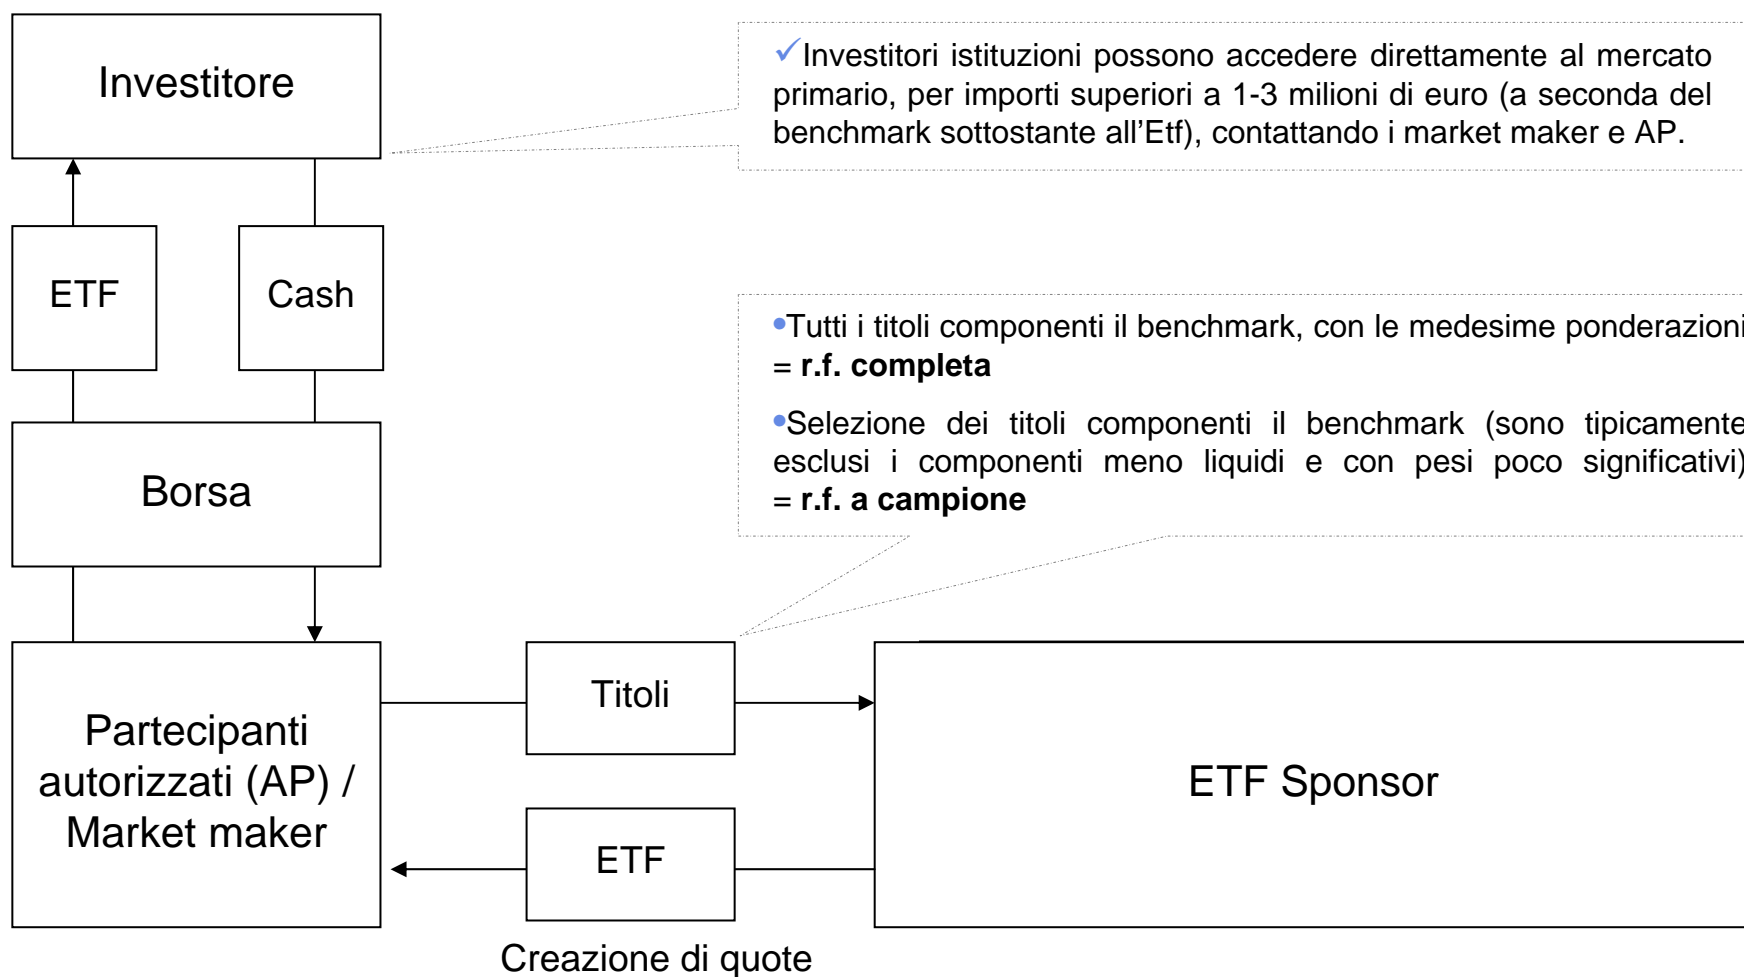 Investitore
✓Investitori istituzioni possono accedere direttamente al mercato
primario, per importi superiori a 1-3 milioni di euro (a seconda del
benchmark sottostante all’Etf), contattando i market maker e AP.
ETF
Cash
•Tutti i titoli componenti il benchmark, con le medesime ponderazioni
= r.f. completa
•Selezione dei titoli componenti il benchmark (sono tipicamente
esclusi i componenti meno liquidi e con pesi poco significativi)
= r.f. a campione
Borsa
Partecipanti
autorizzati (AP) /
Market maker
Titoli
ETF Sponsor
ETF
Creazione di quote